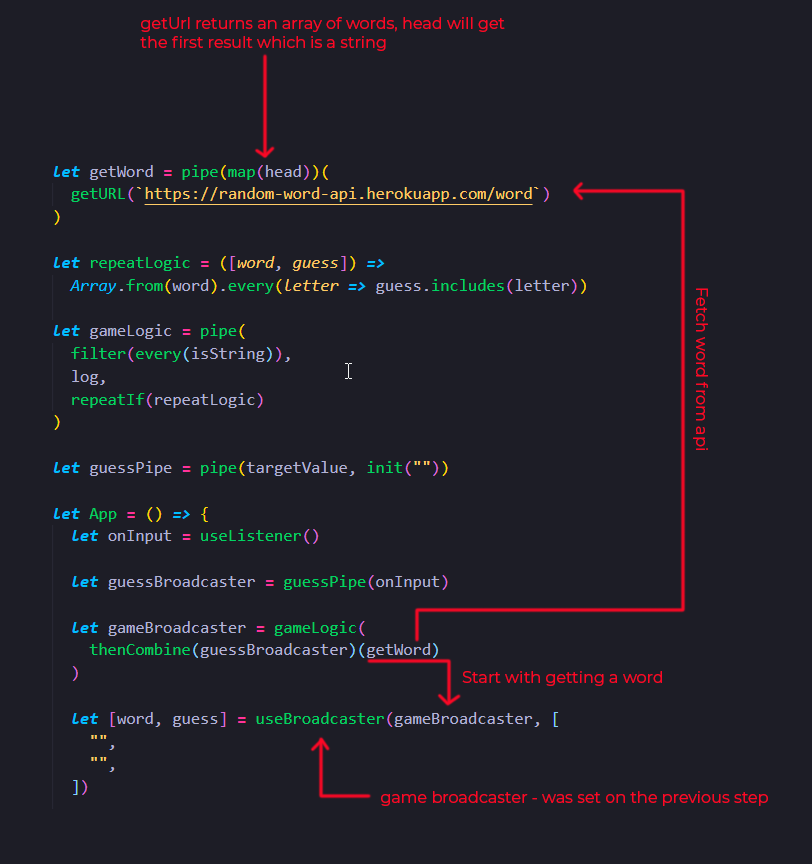 getUrl returns an array of words, head will get
the first result which is a string
let getWord = pipe(map(head))(
  getURL(`https://random-word-api.herokuapp.com/word`)
)
let repeatLogic = ([word, guess]) =>
  Array.from(word).every(letter => guess.includes(letter))
let gameLogic = pipe(
  filter(every(isString)),
  log,
  repeatIf(repeatLogic)
)
Fetch word from api
let guessPipe = pipe(targetValue, init(""))
let App = () => {
  let onInput = useListener()
  let guessBroadcaster = guessPipe(onInput)
  let gameBroadcaster = gameLogic(
    thenCombine(guessBroadcaster)(getWord)
  )
Start with getting a word
  let [word, guess] = useBroadcaster(gameBroadcaster, [
    "",
    "",
  ])
game broadcaster - was set on the previous step